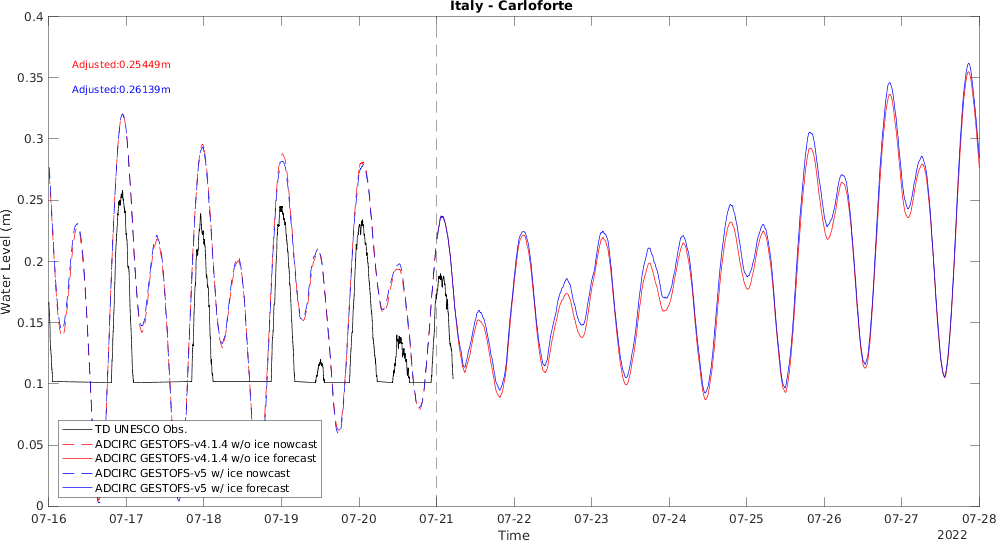 Italy - Carloforte
0.4
0.35
0.3
0.25
0.2
0.15
0.1
0.05
0
Water Level (m)
Adjusted:0.25449m
Adjusted:0.26139m
TD UNESCO Obs.
ADCIRC GESTOFS-v4.1.4 w/o ice nowcast
ADCIRC GESTOFS-v4.1.4 w/o ice forecast
ADCIRC GESTOFS-v5 w/ ice nowcast
ADCIRC GESTOFS-v5 w/ ice forecast
07-16 07-17 07-18 07-19 07-20 07-21 07-22 07-23 07-24 07-25 07-26 07-27 07-28
Time
2022